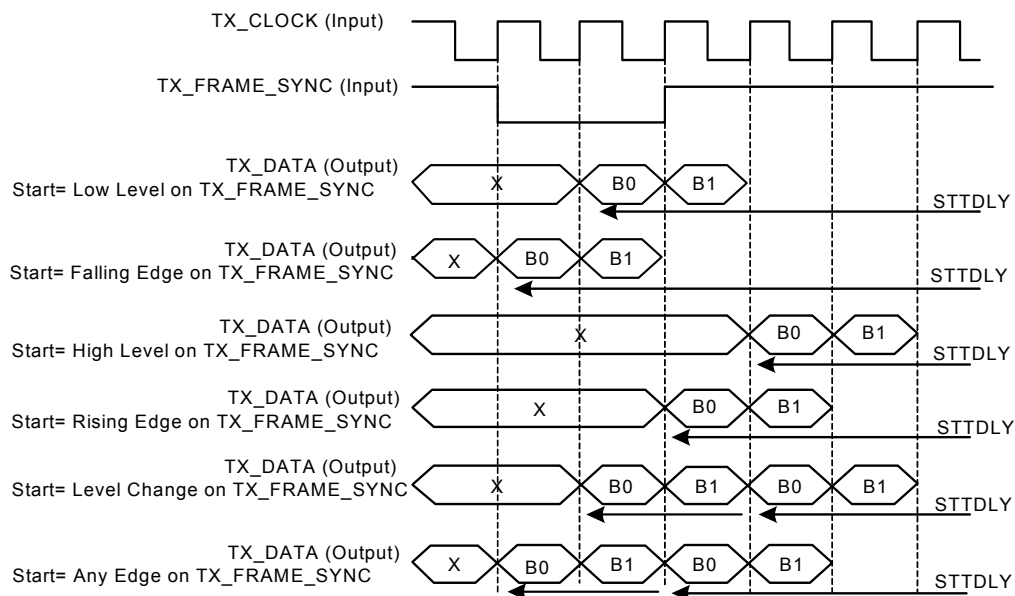 TX_CLOCK (Input)
TX_FRAME_SYNC (Input)
TX_DATA (Output)
Start= Low Level on TX_FRAME_SYNC
X B0 B1
STTDLY
TX_DATA (Output)
Start= Falling Edge on TX_FRAME_SYNC
X B0 B1
STTDLY
TX_DATA (Output)
Start= High Level on TX_FRAME_SYNC
X B0 B1
STTDLY
TX_DATA (Output)
Start= Rising Edge on TX_FRAME_SYNC
X B0 B1
STTDLY
TX_DATA (Output)
Start= Level Change on TX_FRAME_SYNC
X B0 B1 B0 B1
STTDLY
TX_DATA (Output)
Start= Any Edge on TX_FRAME_SYNC
X B0 B1 B0 B1
STTDLY